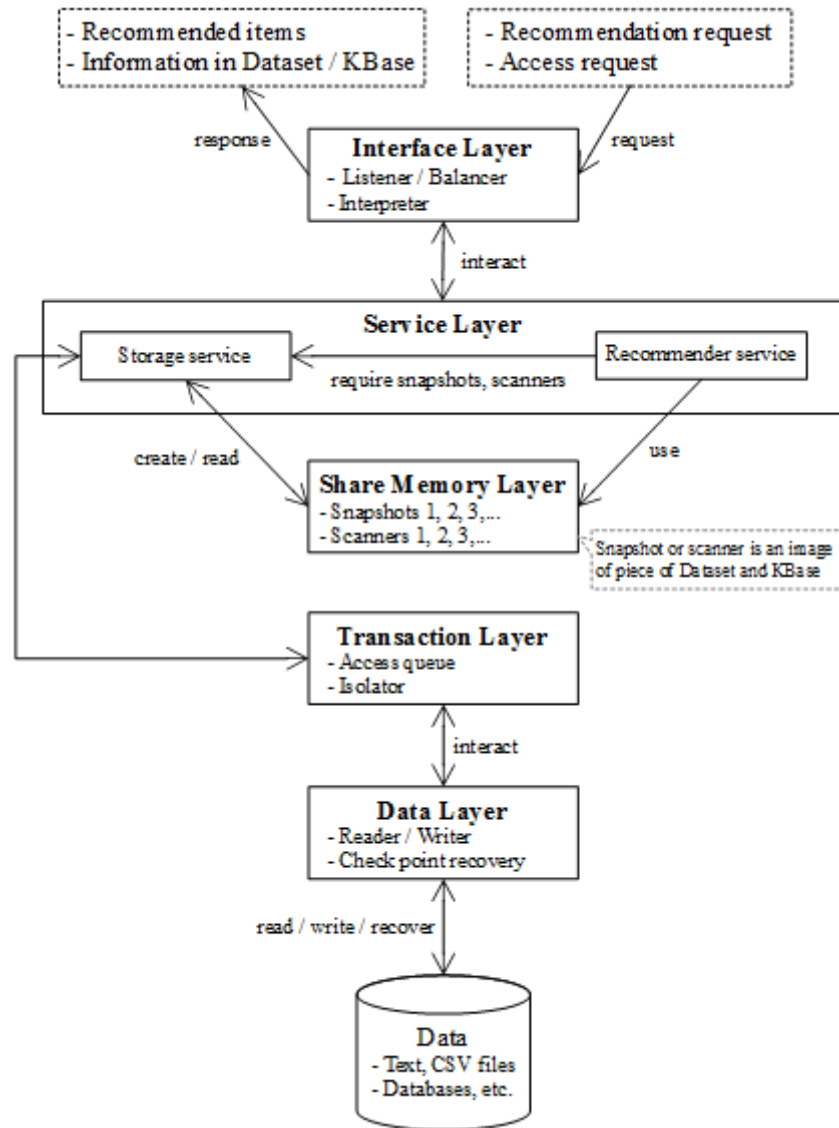 - Recommended items
- Information in Dataset / KBase
- Recommendation request
- Access request
response
request
Interface Layer
- Listener / Balancer
- Interpreter
interact
Service Layer
Storage service
Recommender service
require snapshots, scanners
create / read
use
Share Memory Layer
- Snapshots 1, 2, 3,...
- Scanners 1, 2, 3,...
Snapshot or scanner is an image
of piece of Dataset and KBase
Transaction Layer
- Access queue
- Isolator
interact
Data Layer
- Reader / Writer
- Check point recovery
read / write / recover
Data
- Text, CSV files
- Databases, etc.